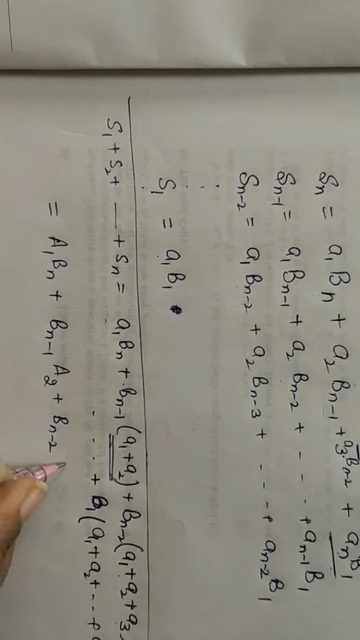 Sn = a₁Bn + a₂Bn-1 + a₃Bn-2 + anB₁
Sn-1 = a₁Bn-1 + a₂Bn-2 + - - - + an-1B₁
Sn-2 = a₁Bn-2 + a₂Bn-3 + - - - + an-2B₁
⋮
S₁ = a₁B₁
S₁ + S₂ + — + Sn = a₁Bn + Bn-1(a₁+a₂) + Bn-2(a₁+a₂+a₃
. . . . + B₁(a₁+a₂+ - - +
= A₁Bn + Bn-1A₂ + Bn-2